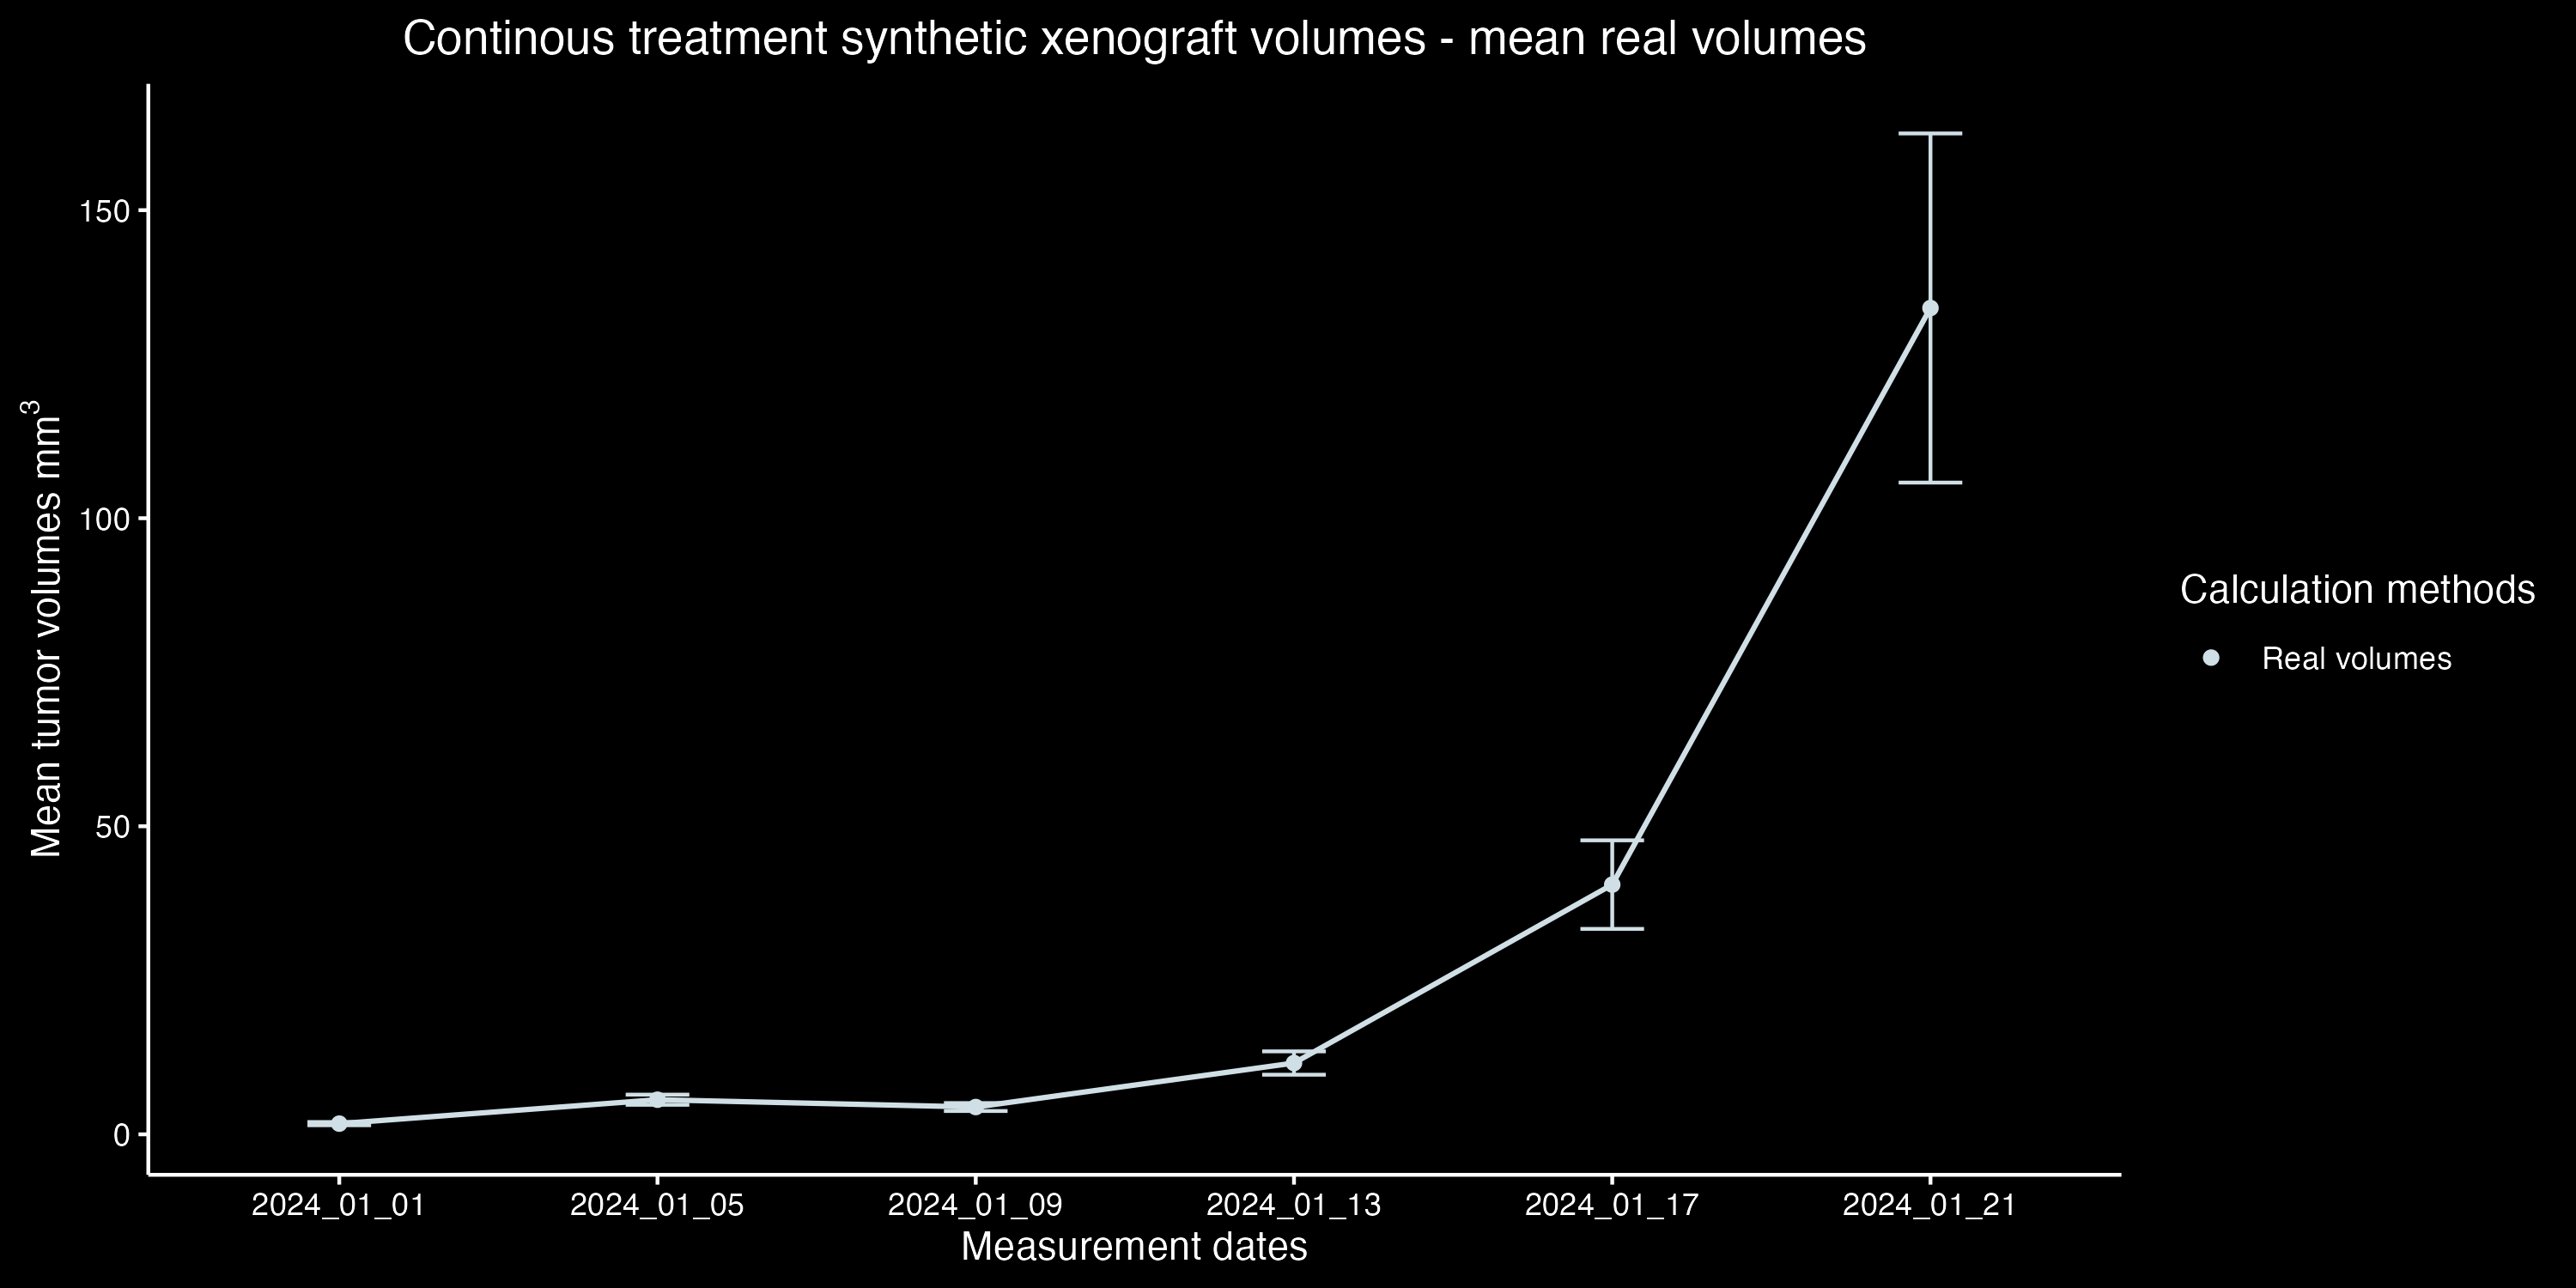 Continous treatment synthetic xenograft volumes - mean real volumes
Mean tumor volumes mm³
150
100
50
0
2024_01_01
2024_01_05
2024_01_09
2024_01_13
2024_01_17
2024_01_21
Measurement dates
Calculation methods
Real volumes